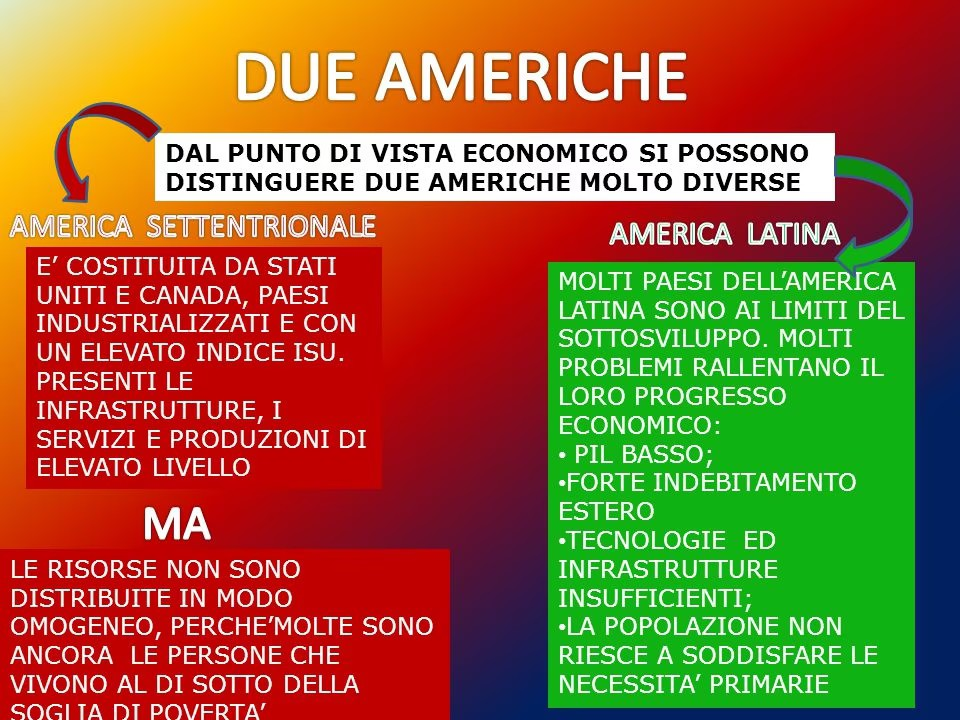 DUE AMERICHE
DAL PUNTO DI VISTA ECONOMICO SI POSSONO
DISTINGUERE DUE AMERICHE MOLTO DIVERSE
AMERICA SETTENTRIONALE
E’ COSTITUITA DA STATI
UNITI E CANADA, PAESI
INDUSTRIALIZZATI E CON
UN ELEVATO INDICE ISU.
PRESENTI LE
INFRASTRUTTURE, I
SERVIZI E PRODUZIONI DI
ELEVATO LIVELLO
MA
LE RISORSE NON SONO
DISTRIBUITE IN MODO
OMOGENEO, PERCHE’MOLTE SONO
ANCORA LE PERSONE CHE
VIVONO AL DI SOTTO DELLA
SOGLIA DI POVERTA’
AMERICA LATINA
MOLTI PAESI DELL’AMERICA
LATINA SONO AI LIMITI DEL
SOTTOSVILUPPO. MOLTI
PROBLEMI RALLENTANO IL
LORO PROGRESSO
ECONOMICO:
• PIL BASSO;
•FORTE INDEBITAMENTO
ESTERO
•TECNOLOGIE ED
INFRASTRUTTURE
INSUFFICIENTI;
•LA POPOLAZIONE NON
RIESCE A SODDISFARE LE
NECESSITA’ PRIMARIE